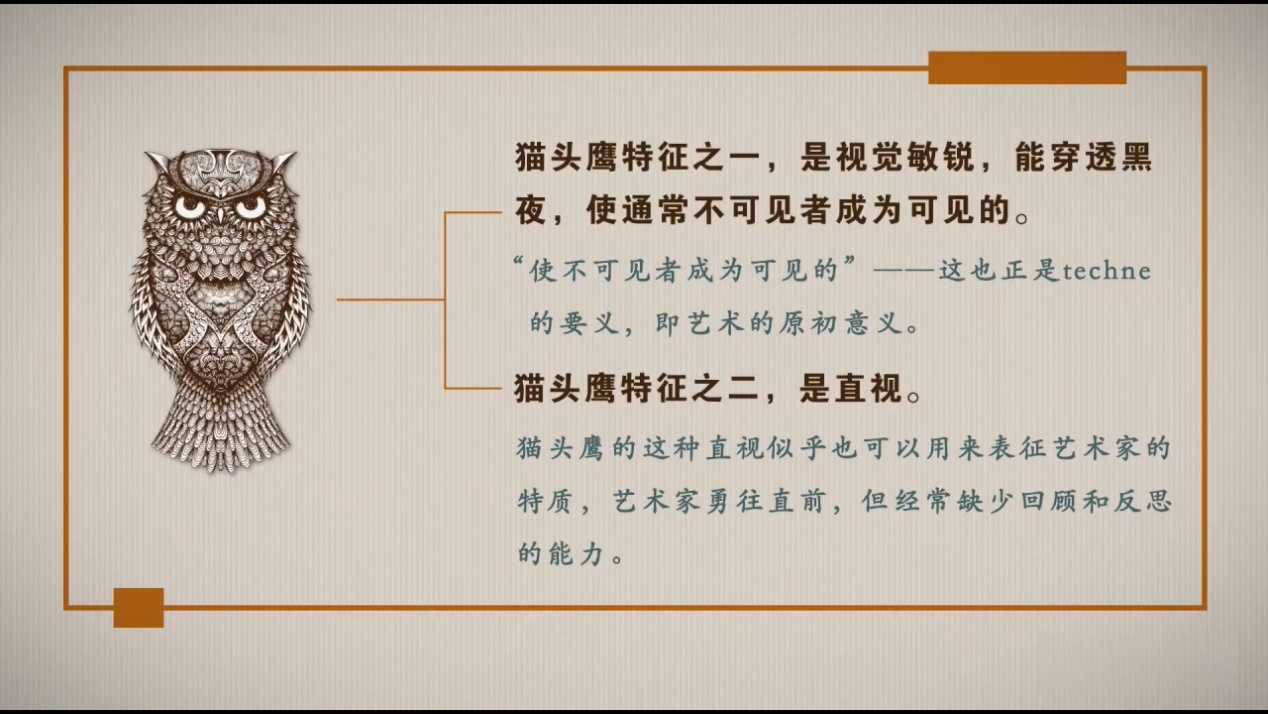 猫头鹰特征之一，是视觉敏锐，能穿透黑
夜，使通常不可见者成为可见的。
“使不可见者成为可见的”——这也正是techne
的要义，即艺术的原初意义。
猫头鹰特征之二，是直视。
猫头鹰的这种直视似乎也可以用来表征艺术家的
特质，艺术家勇往直前，但经常缺少回顾和反思
的能力。